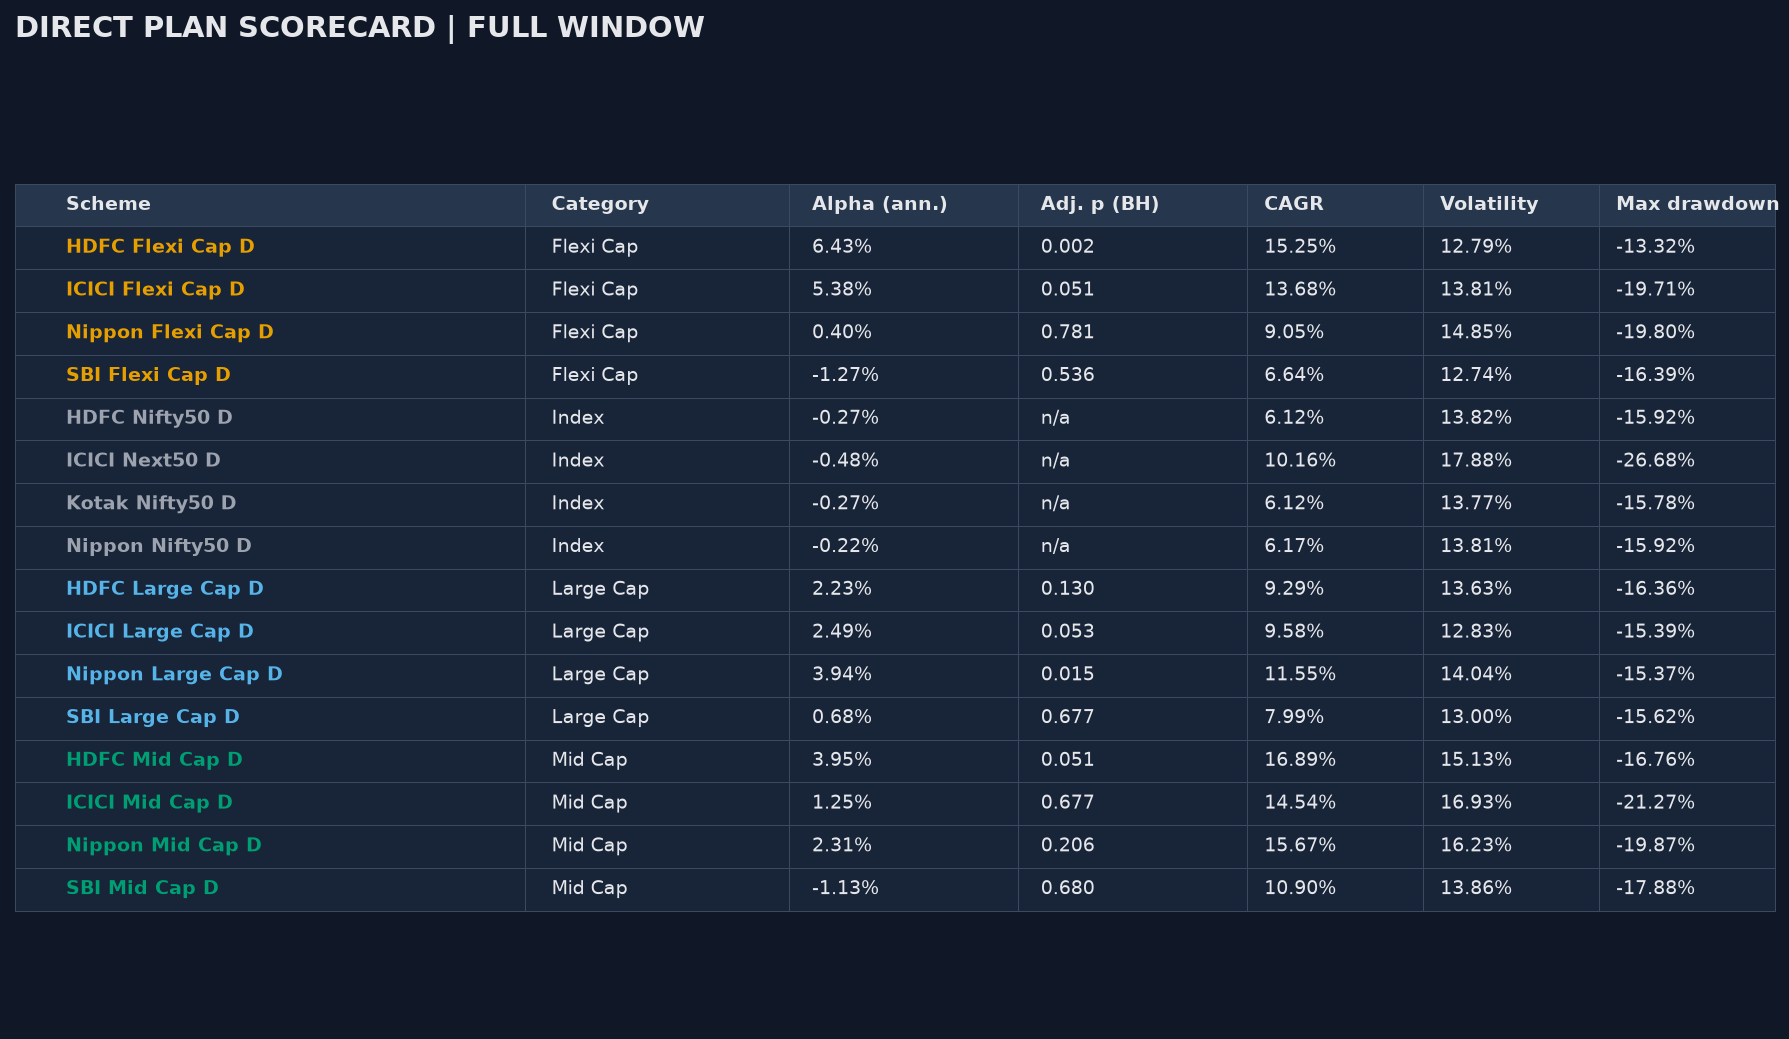 DIRECT PLAN SCORECARD | FULL WINDOW
Scheme Category Alpha (ann.) Adj. p (BH) CAGR Volatility Max drawdown
HDFC Flexi Cap D Flexi Cap 6.43% 0.002 15.25% 12.79% -13.32%
ICICI Flexi Cap D Flexi Cap 5.38% 0.051 13.68% 13.81% -19.71%
Nippon Flexi Cap D Flexi Cap 0.40% 0.781 9.05% 14.85% -19.80%
SBI Flexi Cap D Flexi Cap -1.27% 0.536 6.64% 12.74% -16.39%
HDFC Nifty50 D Index -0.27% n/a 6.12% 13.82% -15.92%
ICICI Next50 D Index -0.48% n/a 10.16% 17.88% -26.68%
Kotak Nifty50 D Index -0.27% n/a 6.12% 13.77% -15.78%
Nippon Nifty50 D Index -0.22% n/a 6.17% 13.81% -15.92%
HDFC Large Cap D Large Cap 2.23% 0.130 9.29% 13.63% -16.36%
ICICI Large Cap D Large Cap 2.49% 0.053 9.58% 12.83% -15.39%
Nippon Large Cap D Large Cap 3.94% 0.015 11.55% 14.04% -15.37%
SBI Large Cap D Large Cap 0.68% 0.677 7.99% 13.00% -15.62%
HDFC Mid Cap D Mid Cap 3.95% 0.051 16.89% 15.13% -16.76%
ICICI Mid Cap D Mid Cap 1.25% 0.677 14.54% 16.93% -21.27%
Nippon Mid Cap D Mid Cap 2.31% 0.206 15.67% 16.23% -19.87%
SBI Mid Cap D Mid Cap -1.13% 0.680 10.90% 13.86% -17.88%